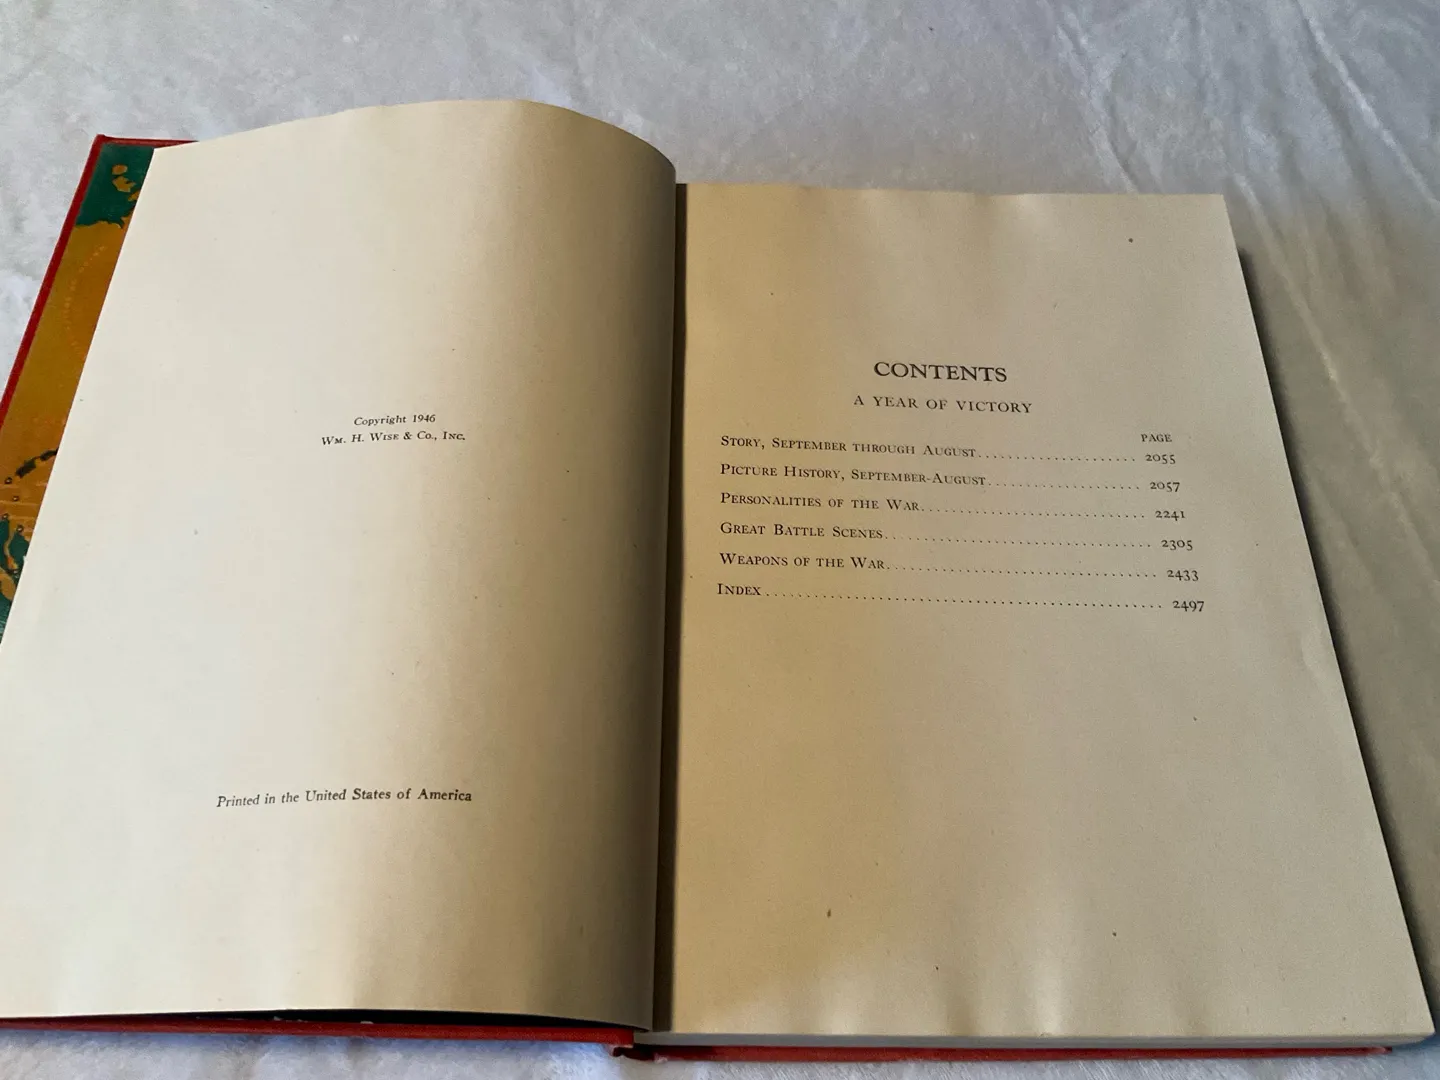 Copyright 1946
Wm. H. Wise & Co., Inc.
Printed in the United States of America
CONTENTS
A YEAR OF VICTORY
PAGE
Story, September through August..................... 2055
Picture History, September-August.................... 2057
Personalities of the War.............................. 2241
Great Battle Scenes................................... 2305
Weapons of the War................................... 2433
Index.................................................. 2497